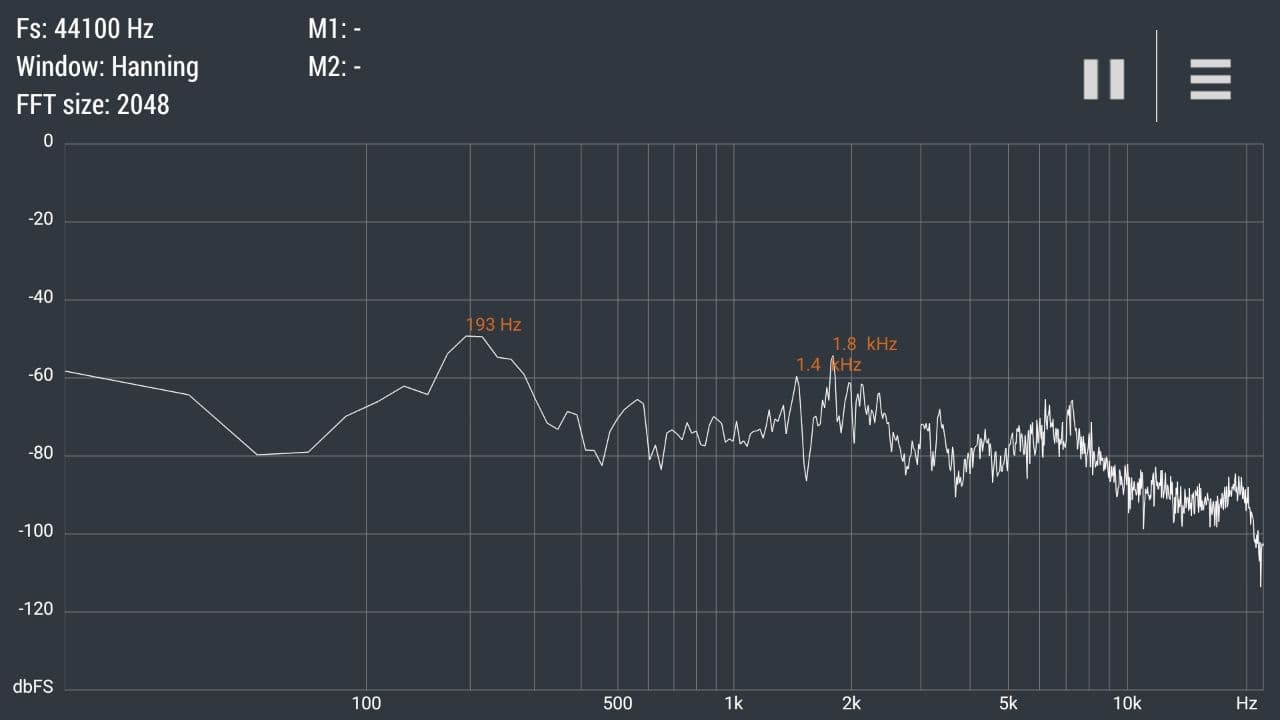 Fs: 44100 Hz
M1: -
Window: Hanning
M2: -
FFT size: 2048
0
-20
-40
193 Hz
1.8 kHz
1.4 kHz
-60
-80
-100
-120
dbFS
100
500
1k
2k
5k
10k
Hz